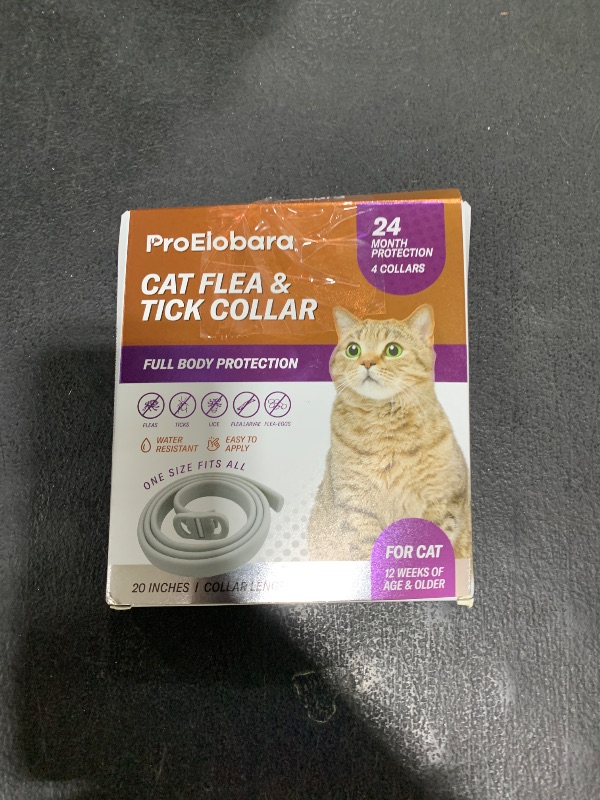 ProElobara
24
MONTH
PROTECTION
4 COLLARS
CAT FLEA &
TICK COLLAR
FULL BODY PROTECTION
FLEAS TICKS LICE FLEA LARVAE FLEA-EGGS
WATER
RESISTANT
EASY TO
APPLY
ONE SIZE FITS ALL
20 INCHES | COLLAR
FOR CAT
12 WEEKS OF
AGE & OLDER